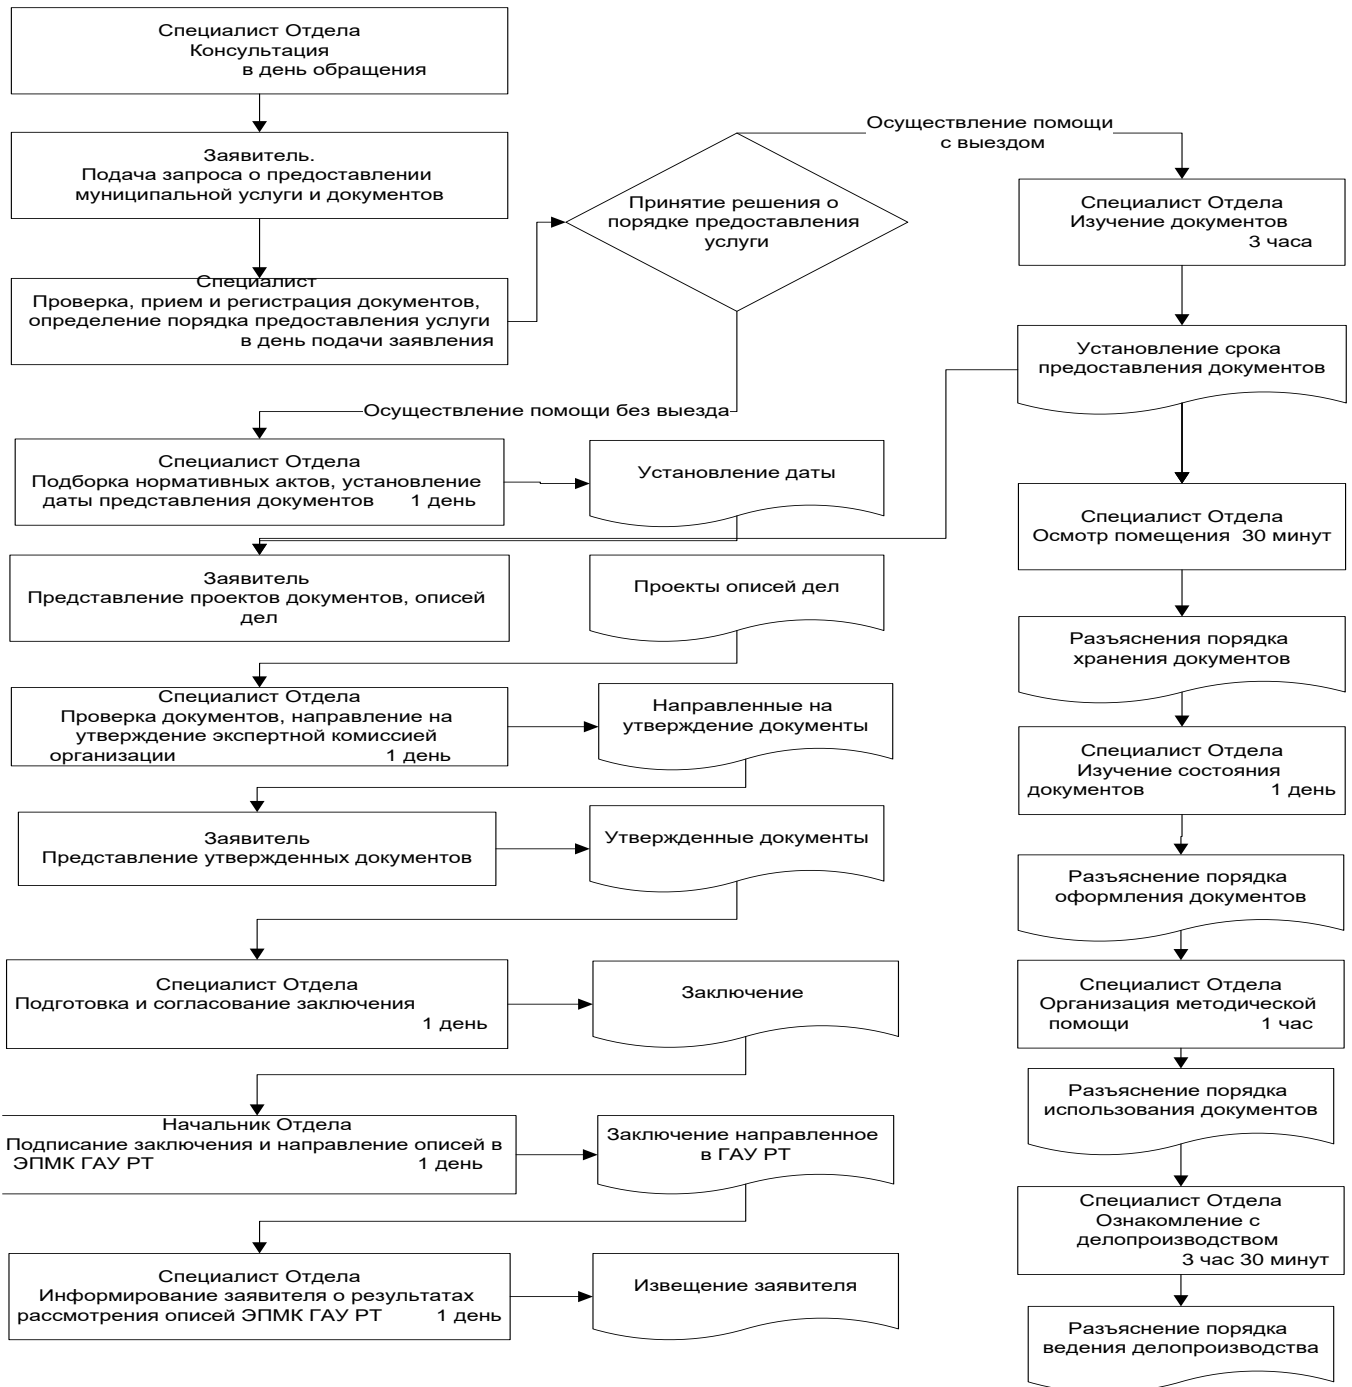 Специалист Отдела
Консультация
в день обращения
Заявитель.
Подача запроса о предоставлении
муниципальной услуги и документов
Специалист
Проверка, прием и регистрация документов,
определение порядка предоставления услуги
в день подачи заявления
Принятие решения о
порядке предоставления
услуги
Осуществление помощи
с выездом
Осуществление помощи без выезда
Специалист Отдела
Подборка нормативных актов, установление
даты представления документов 1 день
Установление даты
Заявитель
Представление проектов документов, описей
дел
Проекты описей дел
Специалист Отдела
Проверка документов, направление на
утверждение экспертной комиссией
организации 1 день
Направленные на
утверждение документы
Заявитель
Представление утвержденных документов
Утвержденные документы
Специалист Отдела
Подготовка и согласование заключения
1 день
Заключение
Начальник Отдела
Подписание заключения и направление описей в
ЭПМК ГАУ РТ 1 день
Заключение направленное
в ГАУ РТ
Специалист Отдела
Информирование заявителя о результатах
рассмотрения описей ЭПМК ГАУ РТ 1 день
Извещение заявителя
Специалист Отдела
Изучение документов
3 часа
Установление срока
предоставления документов
Специалист Отдела
Осмотр помещения 30 минут
Разъяснения порядка
хранения документов
Специалист Отдела
Изучение состояния
документов 1 день
Разъяснение порядка
оформления документов
Специалист Отдела
Организация методической
помощи 1 час
Разъяснение порядка
использования документов
Специалист Отдела
Ознакомление с
делопроизводством
3 час 30 минут
Разъяснение порядка
ведения делопроизводства